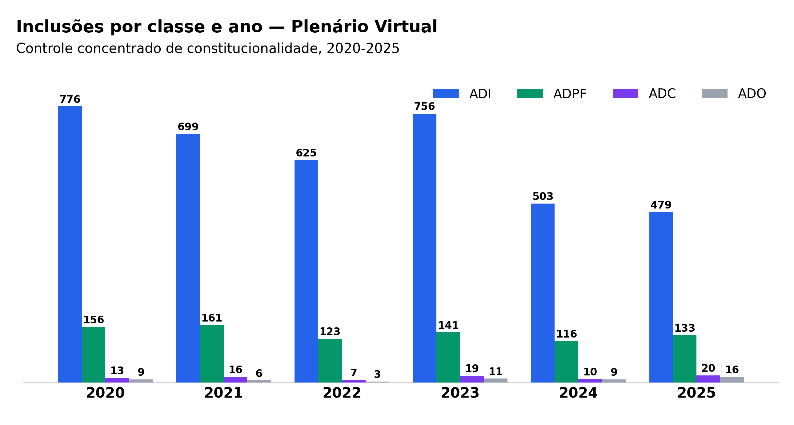 Inclusões por classe e ano — Plenário Virtual
Controle concentrado de constitucionalidade, 2020-2025
ADI ADPF ADC ADO
776 156 13 9
699 161 16 6
625 123 7 3
756 141 19 11
503 116 10 9
479 133 20 16
2020 2021 2022 2023 2024 2025